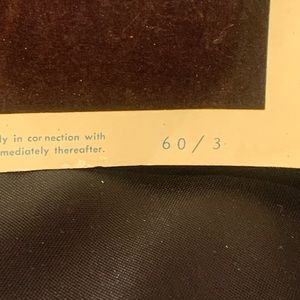 ly in connection with
mediately thereafter.
60/3